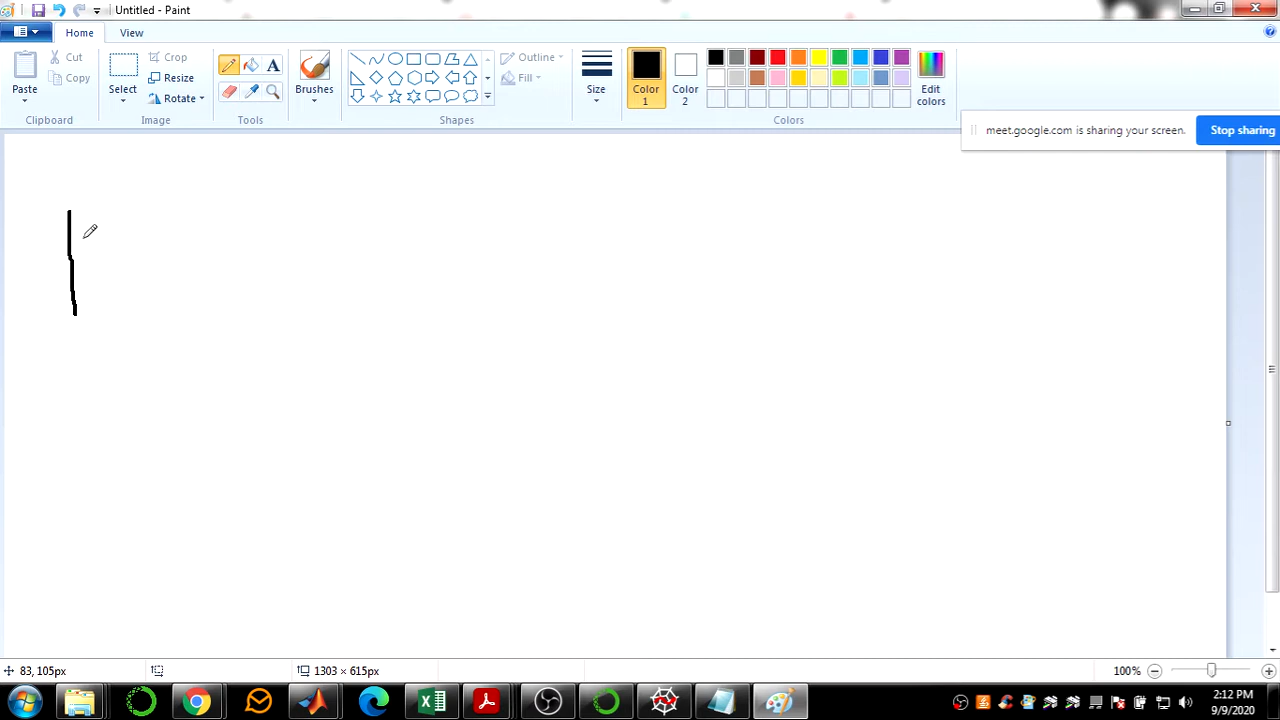 Untitled - Paint
Home View
Paste Cut Copy Select Crop Resize Rotate A Brushes Outline Fill Size Color 1 Color 2 Edit colors
Clipboard Image Tools Shapes Colors
meet.google.com is sharing your screen. Stop sharing
83, 105px 1303 × 615px 100%
2:12 PM
9/9/2020